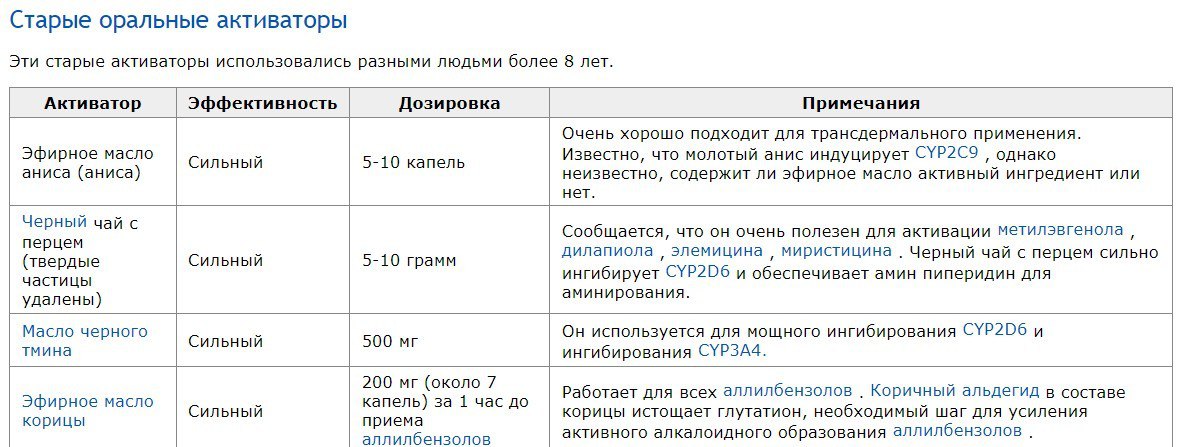 Старые оральные активаторы
Эти старые активаторы использовались разными людьми более 8 лет.
Активатор Эффективность Дозировка Примечания
Эфирное масло
аниса (аниса)
Сильный
5-10 капель
Очень хорошо подходит для трансдермального применения.
Известно, что молотый анис индуцирует CYP2C9 , однако
неизвестно, содержит ли эфирное масло активный ингредиент или
нет.
Черный чай с
перцем
(твердые
частицы
удалены)
Сильный
5-10 грамм
Сообщается, что он очень полезен для активации метилэвгенола ,
дилапиола , элемицина , миристицина . Черный чай с перцем сильно
ингибирует CYP2D6 и обеспечивает амин пиперидин для
аминирования.
Масло черного
тмина
Сильный
500 мг
Он используется для мощного ингибирования CYP2D6 и
ингибирования CYP3A4.
Эфирное масло
корицы
Сильный
200 мг (около 7
капель) за 1 час до
приема
аллилбензолов
Работает для всех аллилбензолов . Коричный альдегид в составе
корицы истощает глутатион, необходимый шаг для усиления
активного алкалоидного образования аллилбензолов .